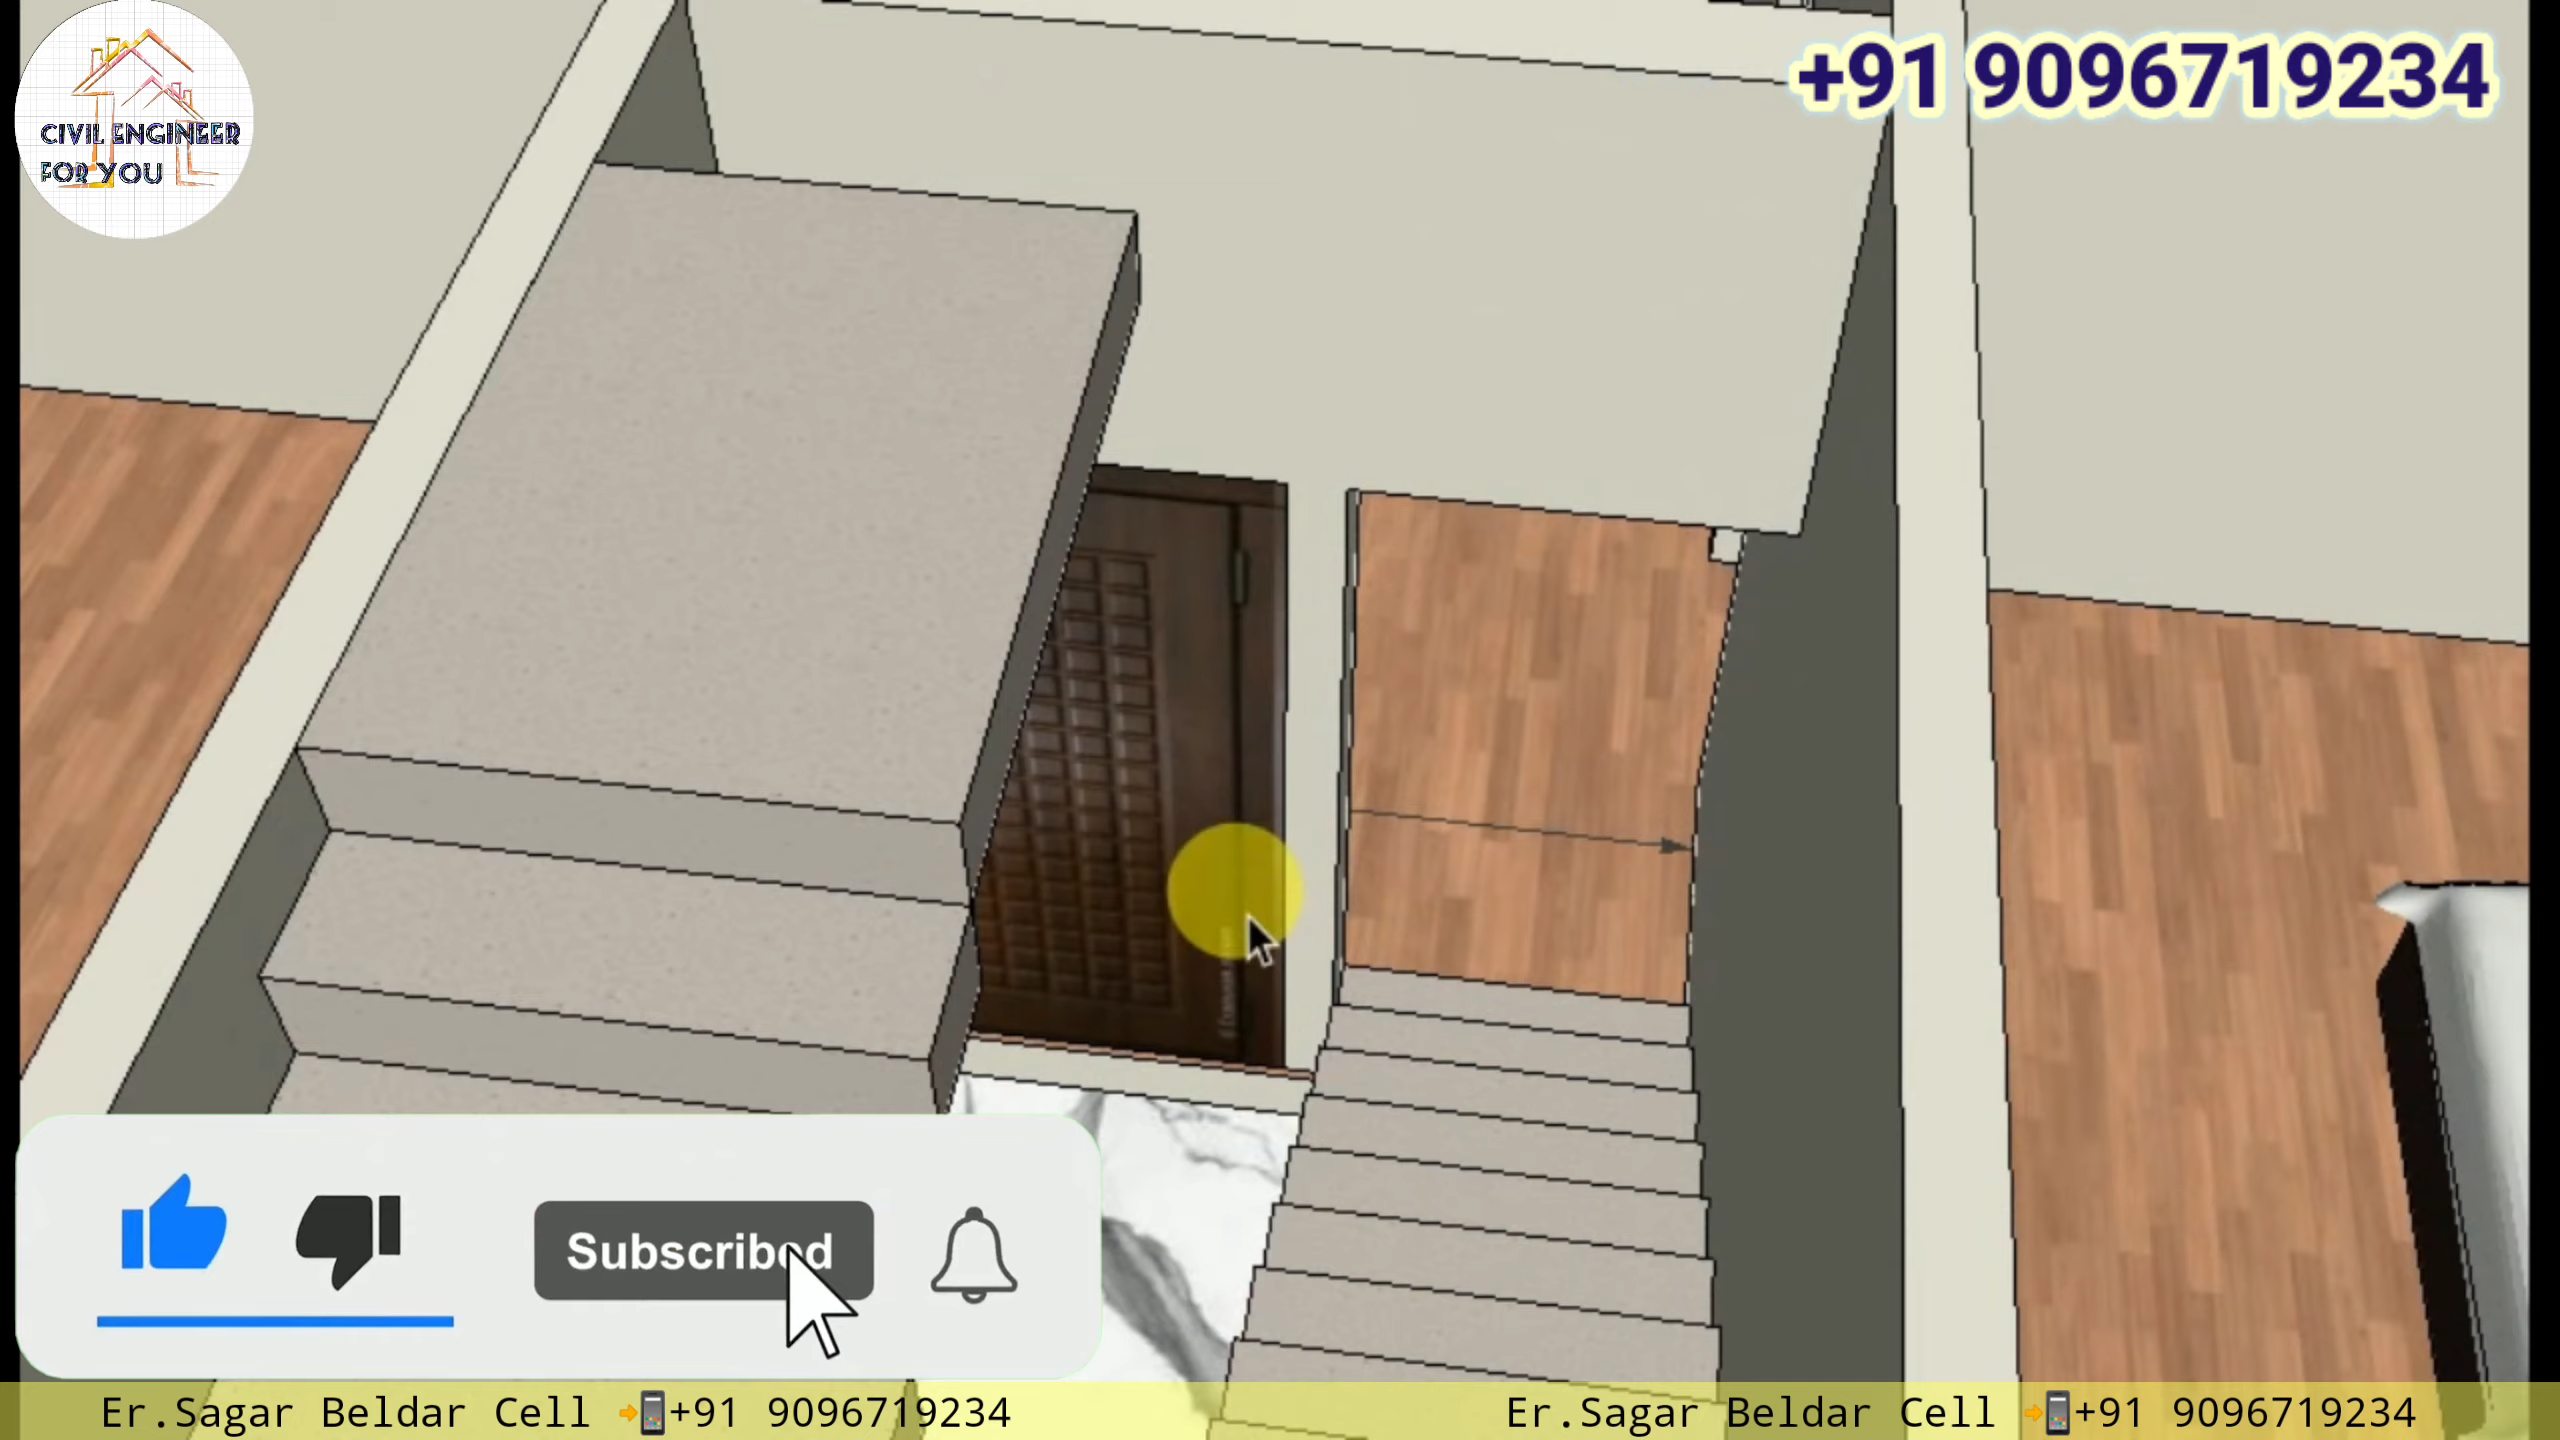 CIVIL ENGINEER
FOR YOU
+91 9096719234
Subscribed
Er.Sagar Beldar Cell +91 9096719234
Er.Sagar Beldar Cell +91 9096719234